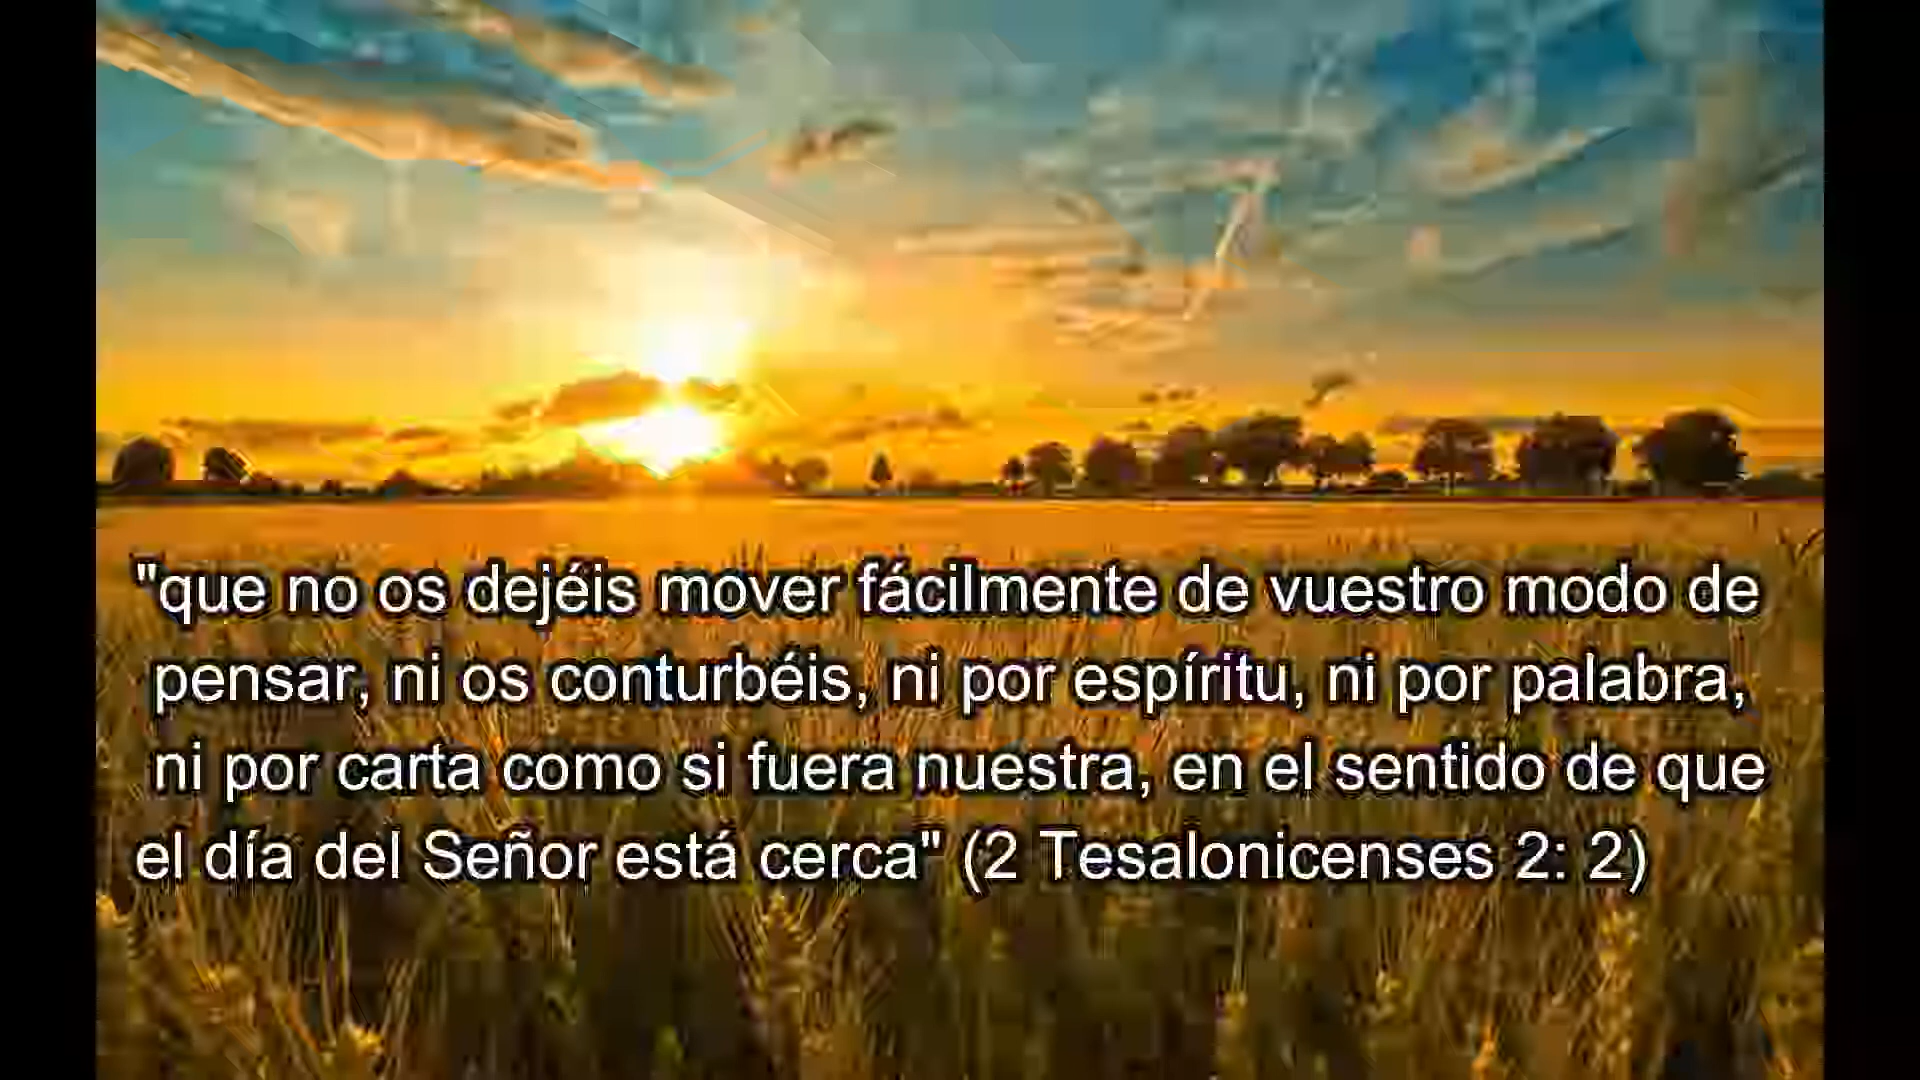 "que no os dejéis mover fácilmente de vuestro modo de
pensar, ni os conturbéis, ni por espíritu, ni por palabra,
ni por carta como si fuera nuestra, en el sentido de que
el día del Señor está cerca" (2 Tesalonicenses 2: 2)